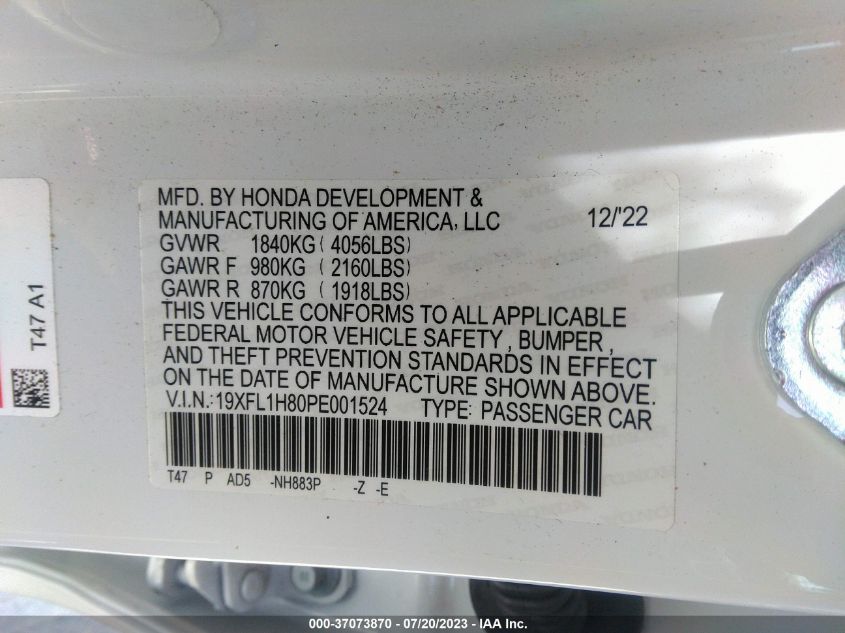 MFD. BY HONDA DEVELOPMENT &
MANUFACTURING OF AMERICA, LLC 12/'22
GVWR 1840KG ( 4056LBS)
GAWR F 980KG ( 2160LBS)
GAWR R 870KG ( 1918LBS)
THIS VEHICLE CONFORMS TO ALL APPLICABLE
FEDERAL MOTOR VEHICLE SAFETY , BUMPER ,
AND THEFT PREVENTION STANDARDS IN EFFECT
ON THE DATE OF MANUFACTURE SHOWN ABOVE.
V.I.N.:19XFL1H80PE001524 TYPE: PASSENGER CAR
T47 P AD5 -NH883P -Z -E
T47 A1
000-37073870 / 07/20/2023 - IAA Inc.